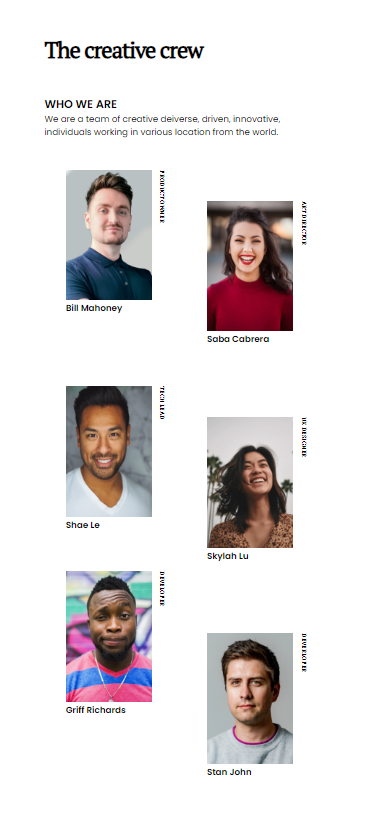 The creative crew
WHO WE ARE
We are a team of creative deiverse, driven, innovative,
individuals working in various location from the world.
PRODUCT OWNER
Bill Mahoney
ART DIRECTOR
Saba Cabrera
TECH LEAD
Shae Le
UX DESIGNER
Skylah Lu
DEVELOPER
Griff Richards
DEVELOPER
Stan John